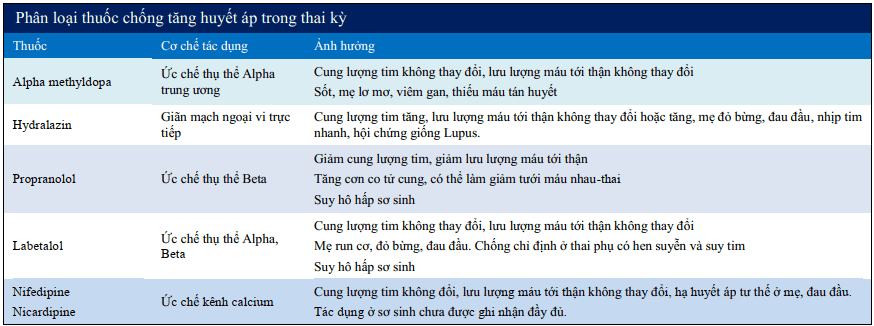 Phân loại thuốc chống tăng huyết áp trong thai kỳ
Thuốc Cơ chế tác dụng Ảnh hưởng
Alpha methyldopa
Ức chế thụ thể Alpha
trung ương
Cung lượng tim không thay đổi, lưu lượng máu tới thận không thay đổi
Sốt, mẹ lơ mơ, viêm gan, thiếu máu tán huyết
Hydralazin
Giãn mạch ngoại vi trực
tiếp
Cung lượng tim tăng, lưu lượng máu tới thận không thay đổi hoặc tăng, mẹ đỏ bừng, đau đầu, nhịp tim
nhanh, hội chứng giống Lupus.
Propranolol
Ức chế thụ thể Beta
Giảm cung lượng tim, giảm lưu lượng máu tới thận
Tăng cơn co tử cung, có thể làm giảm tưới máu nhau-thai
Suy hô hấp sơ sinh
Labetalol
Ức chế thụ thể Alpha,
Beta
Cung lượng tim không thay đổi, lưu lượng máu tới thận không thay đổi
Mẹ run cơ, đỏ bừng, đau đầu. Chống chỉ định ở thai phụ có hen suyễn và suy tim
Suy hô hấp sơ sinh
Nifedipine
Nicardipine
Ức chế kênh calcium
Cung lượng tim không đổi, lưu lượng máu tới thận không thay đổi, hạ huyết áp tư thế ở mẹ, đau đầu.
Tác dụng ở sơ sinh chưa được ghi nhận đầy đủ.